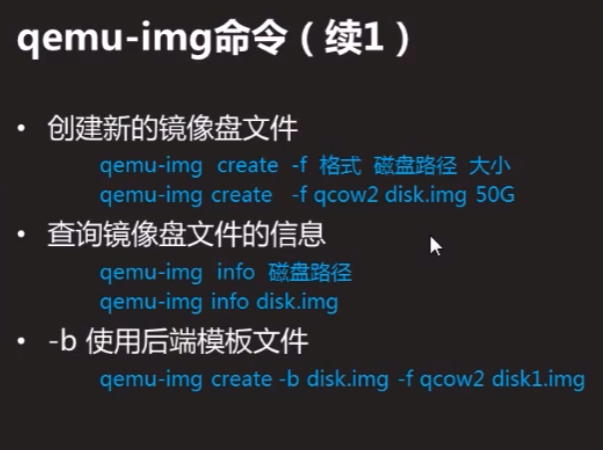 qemu-img命令（续1）
• 创建新的镜像盘文件
qemu-img create -f 格式 磁盘路径 大小
qemu-img create -f qcow2 disk.img 50G
• 查询镜像盘文件的信息
qemu-img info 磁盘路径
qemu-img info disk.img
• -b 使用后端模板文件
qemu-img create -b disk.img -f qcow2 disk1.img